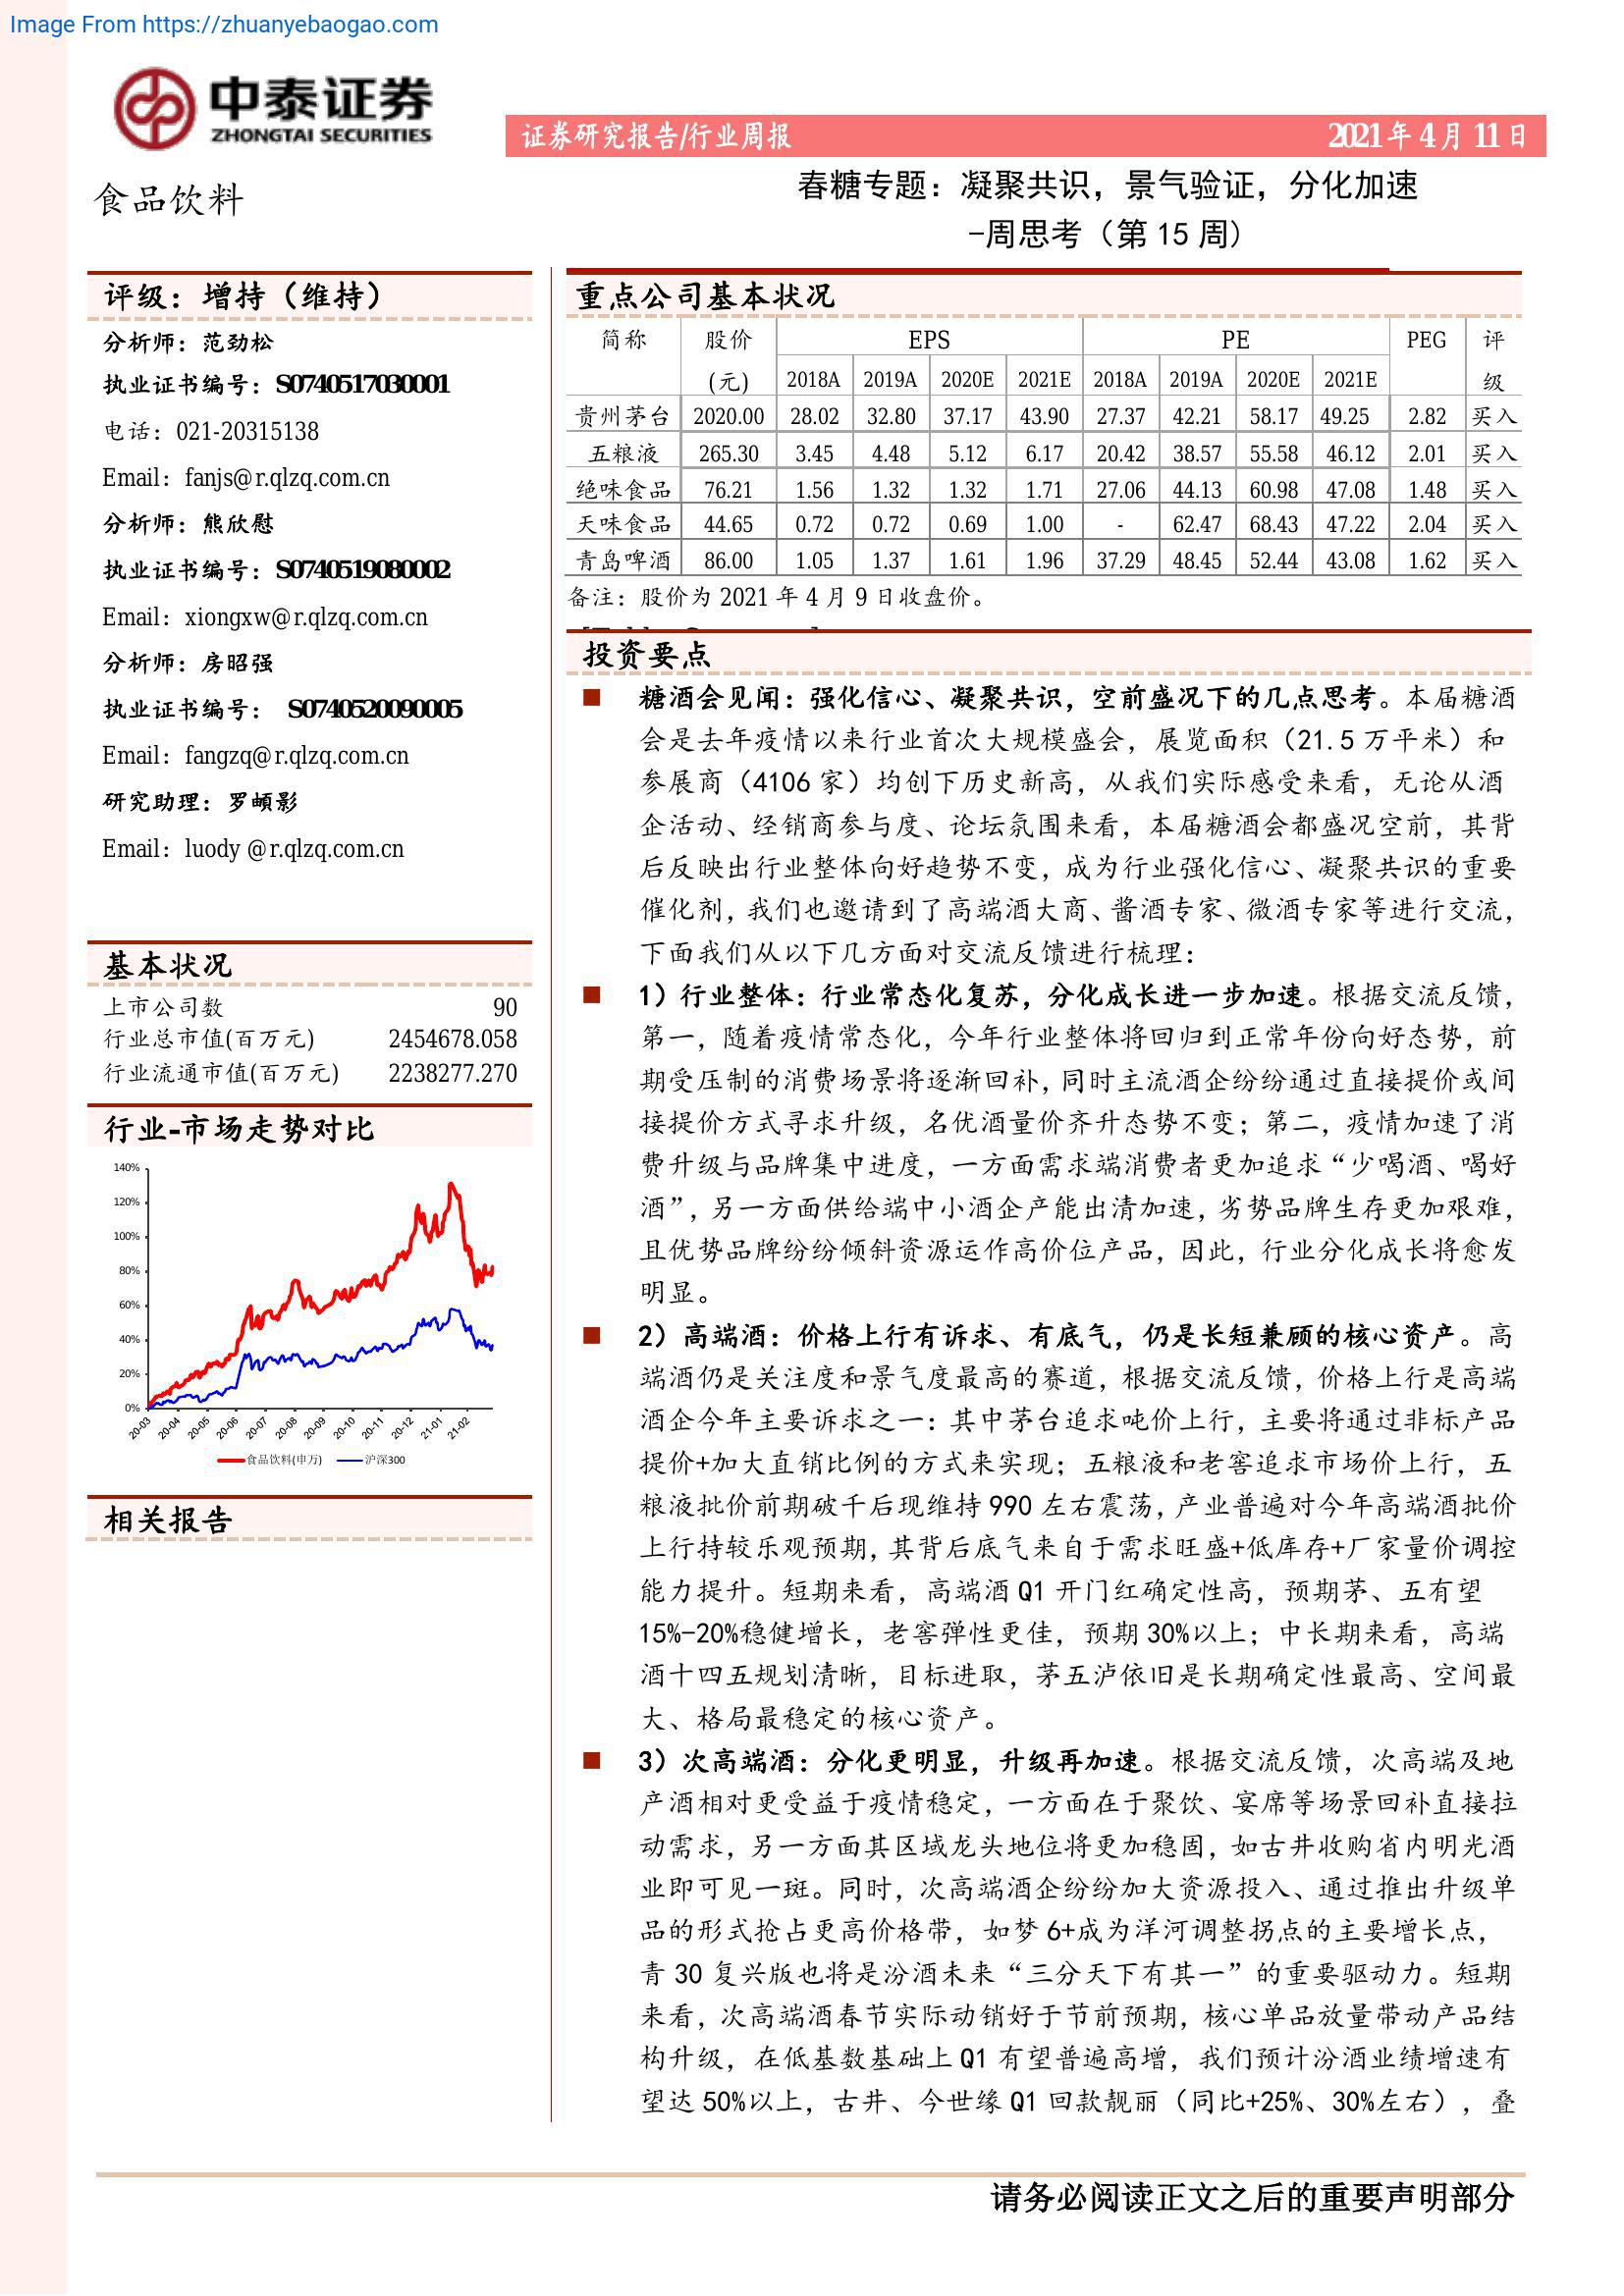 Image From https://zhuanyebaogao.com
中泰证券
ZHONGTAI SECURITIES
证券研究报告/行业周报 2021年4月11日
食品饮料
春糖专题：凝聚共识，景气验证，分化加速
-周思考（第 15 周）
评级：增持（维持）
分析师：范劲松
执业证书编号：S0740517030001
电话：021-20315138
Email：fanjs@r.qlzq.com.cn
分析师：熊欣慰
执业证书编号：S0740519080002
Email：xiongxw@r.qlzq.com.cn
分析师：房昭强
执业证书编号： S0740520090005
Email：fangzq@r.qlzq.com.cn
研究助理：罗頔影
Email：luody @r.qlzq.com.cn
基本状况
上市公司数 90
行业总市值(百万元) 2454678.058
行业流通市值(百万元) 2238277.270
行业-市场走势对比
140%
120%
100%
80%
60%
40%
20%
0%
20-03 20-04 20-05 20-06 20-07 20-08 20-09 20-10 20-11 20-12 21-01 21-02
食品饮料(申万) 沪深300
相关报告
重点公司基本状况
简称 股价 EPS PE PEG 评
(元) 2018A 2019A 2020E 2021E 2018A 2019A 2020E 2021E 级
贵州茅台 2020.00 28.02 32.80 37.17 43.90 27.37 42.21 58.17 49.25 2.82 买入
五粮液 265.30 3.45 4.48 5.12 6.17 20.42 38.57 55.58 46.12 2.01 买入
绝味食品 76.21 1.56 1.32 1.32 1.71 27.06 44.13 60.98 47.08 1.48 买入
天味食品 44.65 0.72 0.72 0.69 1.00 - 62.47 68.43 47.22 2.04 买入
青岛啤酒 86.00 1.05 1.37 1.61 1.96 37.29 48.45 52.44 43.08 1.62 买入
备注：股价为 2021 年 4 月 9 日收盘价。
投资要点
糖酒会见闻：强化信心、凝聚共识，空前盛况下的几点思考。本届糖酒
会是去年疫情以来行业首次大规模盛会，展览面积（21.5 万平米）和
参展商（4106 家）均创下历史新高，从我们实际感受来看，无论从酒
企活动、经销商参与度、论坛氛围来看，本届糖酒会都盛况空前，其背
后反映出行业整体向好趋势不变，成为行业强化信心、凝聚共识的重要
催化剂，我们也邀请到了高端酒大商、酱酒专家、微酒专家等进行交流，
下面我们从以下几方面对交流反馈进行梳理：
1）行业整体：行业常态化复苏，分化成长进一步加速。根据交流反馈，
第一，随着疫情常态化，今年行业整体将回归到正常年份向好态势，前
期受压制的消费场景将逐渐回补，同时主流酒企纷纷通过直接提价或间
接提价方式寻求升级，名优酒量价齐升态势不变；第二，疫情加速了消
费升级与品牌集中进度，一方面需求端消费者更加追求“少喝酒、喝好
酒”，另一方面供给端中小酒企产能出清加速，劣势品牌生存更加艰难，
且优势品牌纷纷倾斜资源运作高价位产品，因此，行业分化成长将愈发
明显。
2）高端酒：价格上行有诉求、有底气，仍是长短兼顾的核心资产。高
端酒仍是关注度和景气度最高的赛道，根据交流反馈，价格上行是高端
酒企今年主要诉求之一：其中茅台追求吨价上行，主要将通过非标产品
提价+加大直销比例的方式来实现；五粮液和老窖追求市场价上行，五
粮液批价前期破千后现维持 990 左右震荡，产业普遍对今年高端酒批价
上行持较乐观预期，其背后底气来自于需求旺盛+低库存+厂家量价调控
能力提升。短期来看，高端酒 Q1 开门红确定性高，预期茅、五有望
15%-20%稳健增长，老窖弹性更佳，预期 30%以上；中长期来看，高端
酒十四五规划清晰，目标进取，茅五泸依旧是长期确定性最高、空间最
大、格局最稳定的核心资产。
3）次高端酒：分化更明显，升级再加速。根据交流反馈，次高端及地
产酒相对更受益于疫情稳定，一方面在于聚饮、宴席等场景回补直接拉
动需求，另一方面其区域龙头地位将更加稳固，如古井收购省内明光酒
业即可见一斑。同时，次高端酒企纷纷加大资源投入、通过推出升级单
品的形式抢占更高价格带，如梦 6+成为洋河调整拐点的主要增长点，
青 30 复兴版也将是汾酒未来“三分天下有其一”的重要驱动力。短期
来看，次高端酒春节实际动销好于节前预期，核心单品放量带动产品结
构升级，在低基数基础上 Q1 有望普遍高增，我们预计汾酒业绩增速有
望达 50%以上，古井、今世缘 Q1 回款靓丽（同比+25%、30%左右），叠
请务必阅读正文之后的重要声明部分